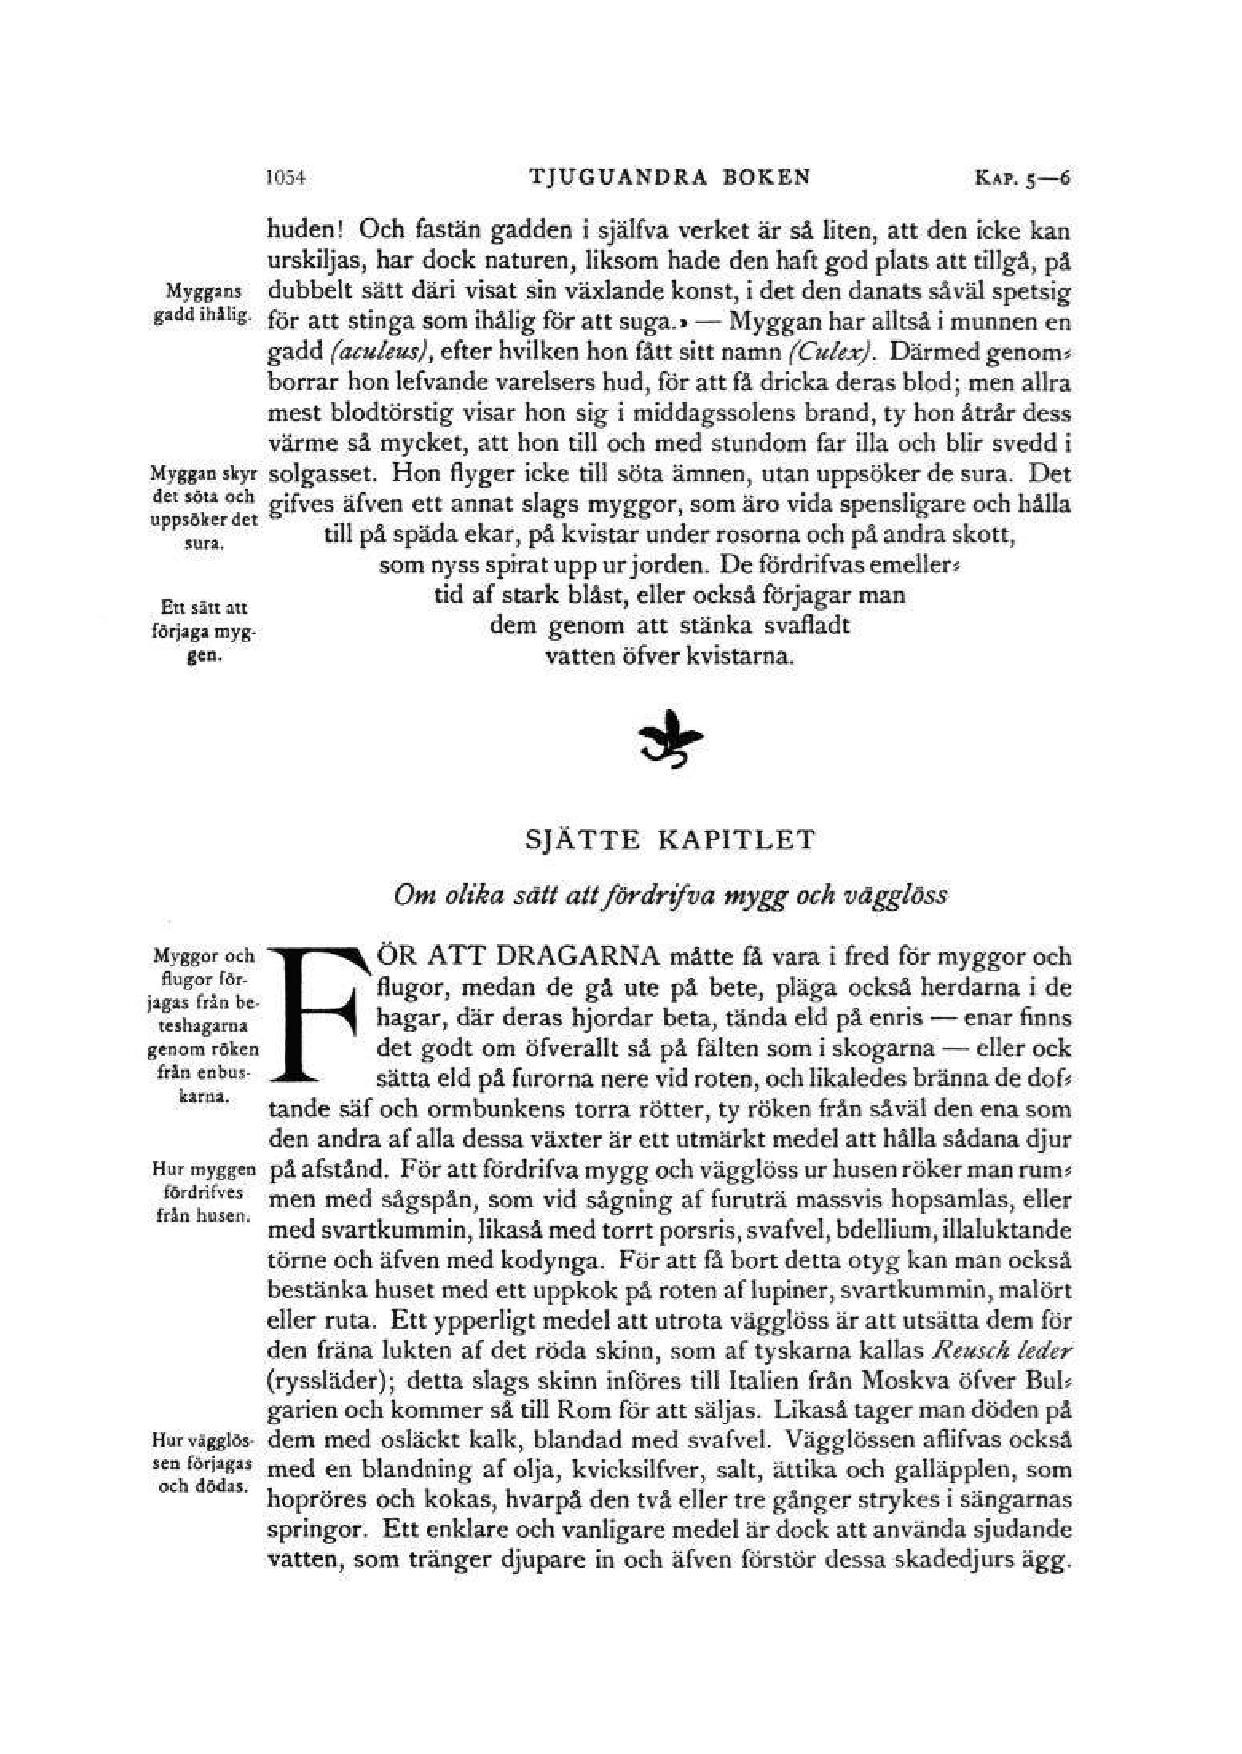 1054 TJUGUANDRA BOKEN KAP. 5—6
huden! Och fastän gadden i själfva verket är så liten, att den icke kan
urskiljas, har dock naturen, liksom hade den haft god plats att tillgå, på
Myggans
gadd ihålig.
dubbelt sätt däri visat sin växlande konst, i det den danats såväl spetsig
för att stinga som ihålig för att suga.» — Myggan har alltså i munnen en
gadd (aculeus), efter hvilken hon fått sitt namn (Culex). Därmed genom-
borrar hon lefvande varelsers hud, för att få dricka deras blod; men allra
mest blodtörstig visar hon sig i middagssolens brand, ty hon åtrår dess
värme så mycket, att hon till och med stundom far illa och blir svedd i
Myggan skyr
det söta och
uppsöker det
sura.
solgasset. Hon flyger icke till söta ämnen, utan uppsöker de sura. Det
gifves äfven ett annat slags myggor, som äro vida spensligare och hålla
till på späda ekar, på kvistar under rosorna och på andra skott,
som nyss spirat upp ur jorden. De fördrifvas emeller-
Ett sätt att
förjaga myg-
gen.
tid af stark blåst, eller också förjagar man
dem genom att stänka svafladt
vatten öfver kvistarna.
SJÄTTE KAPITLET
Om olika sätt att fördrifva mygg och vägglöss
Myggor och
flugor för-
jagas från be-
teshagarna
genom röken
från enbus-
karna.
FÖR ATT DRAGARNA måtte få vara i fred för myggor och
flugor, medan de gå ute på bete, pläga också herdarna i de
hagar, där deras hjordar beta, tända eld på enris — enar finns
det godt om öfverallt så på fälten som i skogarna — eller ock
sätta eld på furorna nere vid roten, och likaledes bränna de dof-
tande säf och ormbunkens torra rötter, ty röken från såväl den ena som
den andra af alla dessa växter är ett utmärkt medel att hålla sådana djur
Hur myggen
fördrifves
från husen.
på afstånd. För att fördrifva mygg och vägglöss ur husen röker man rum-
men med sågspån, som vid sågning af furuträ massvis hopsamlas, eller
med svartkummin, likaså med torrt porsris, svafvel, bdellium, illaluktande
törne och äfven med kodynga. För att få bort detta otyg kan man också
bestänka huset med ett uppkok på roten af lupiner, svartkummin, malört
eller ruta. Ett ypperligt medel att utrota vägglöss är att utsätta dem för
den fräna lukten af det röda skinn, som af tyskarna kallas Reusch leder
(ryssläder); detta slags skinn införes till Italien från Moskva öfver Bul-
garien och kommer så till Rom för att säljas. Likaså tager man döden på
Hur vägglös-
sen förjagas
och dödas.
dem med osläckt kalk, blandad med svafvel. Vägglössen aflifvas också
med en blandning af olja, kvicksilfver, salt, ättika och galläpplen, som
hopröres och kokas, hvarpå den två eller tre gånger strykes i sängarnas
springor. Ett enklare och vanligare medel är dock att använda sjudande
vatten, som tränger djupare in och äfven förstör dessa skadedjurs ägg.